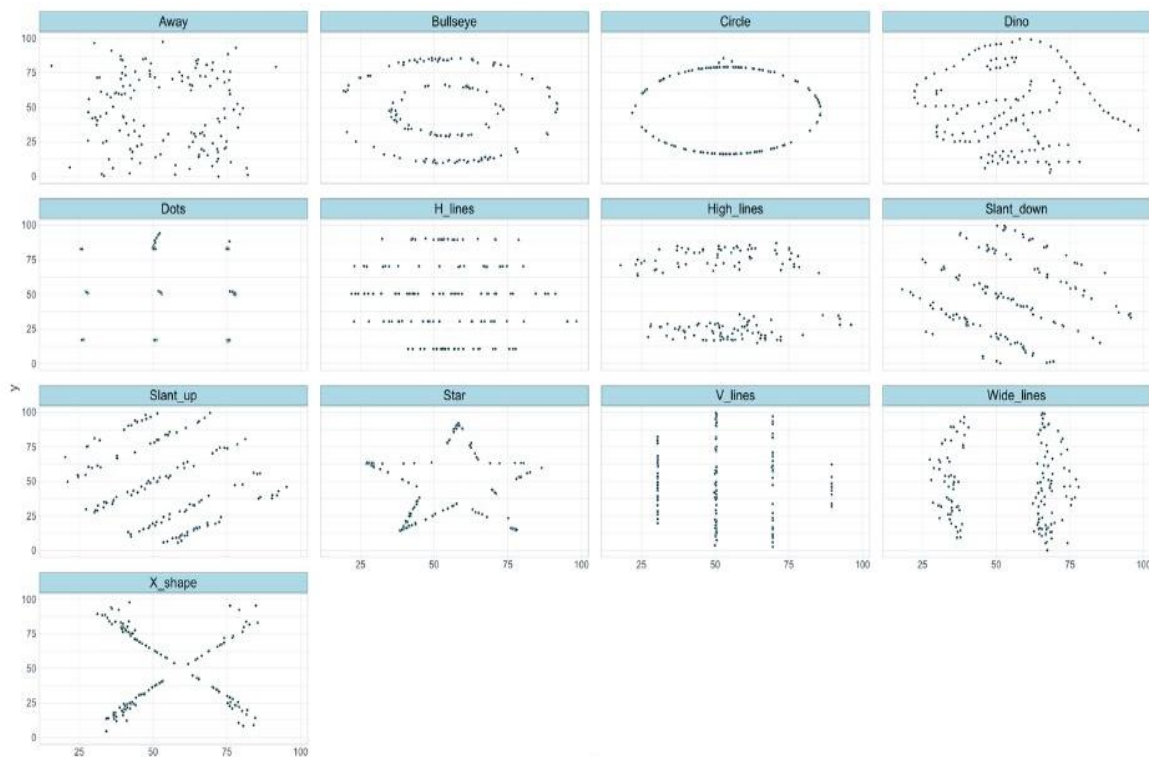 Away Bullseye Circle Dino
100
75
50
25
0
Dots H_lines High_lines Slant_down
100
75
50
25
0
y
Slant_up Star V_lines Wide_lines
100
75
50
25
0
25 50 75 100 25 50 75 100 25 50 75 100
X_shape
100
75
50
25
0
25 50 75 100